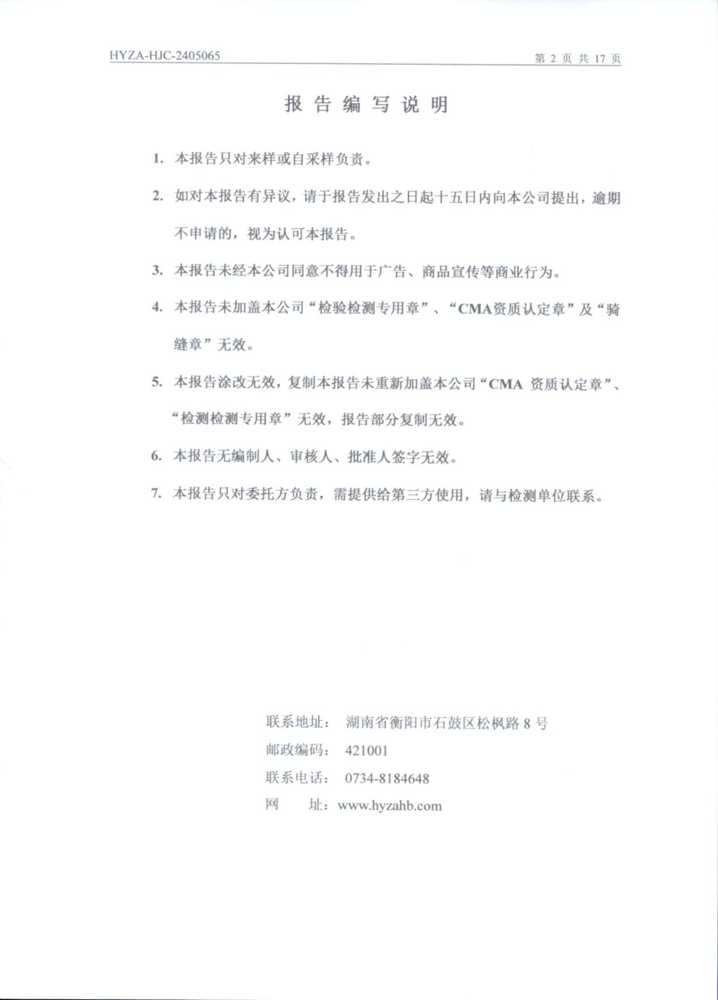 HYZA-HJC-2405065
第 2 页 共 17 页
报告编写说明
1. 本报告只对来样或自采样负责。
2. 如对本报告有异议，请于报告发出之日起十五日内向本公司提出，逾期
不申请的，视为认可本报告。
3. 本报告未经本公司同意不得用于广告、商品宣传等商业行为。
4. 本报告未加盖本公司“检验检测专用章”、“CMA资质认定章”及“骑
缝章”无效。
5. 本报告涂改无效，复制本报告未重新加盖本公司“CMA 资质认定章”、
“检测检测专用章”无效，报告部分复制无效。
6. 本报告无编制人、审核人、批准人签字无效。
7. 本报告只对委托方负责，需提供给第三方使用，请与检测单位联系。
联系地址： 湖南省衡阳市石鼓区松枫路 8 号
邮政编码： 421001
联系电话： 0734-8184648
网 址：www.hyzahb.com